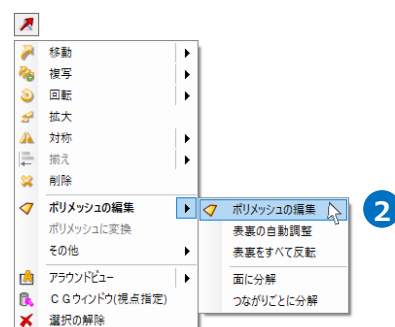 移動
複写
回転
拡大
対称
揃え
削除
ポリメッシュの編集
ポリメッシュに変換
その他
アラウンドビュー
CGウィンドウ(視点指定)
選択の解除
ポリメッシュの編集
表裏の自動調整
表裏をすべて反転
面に分解
つながりごとに分解
2